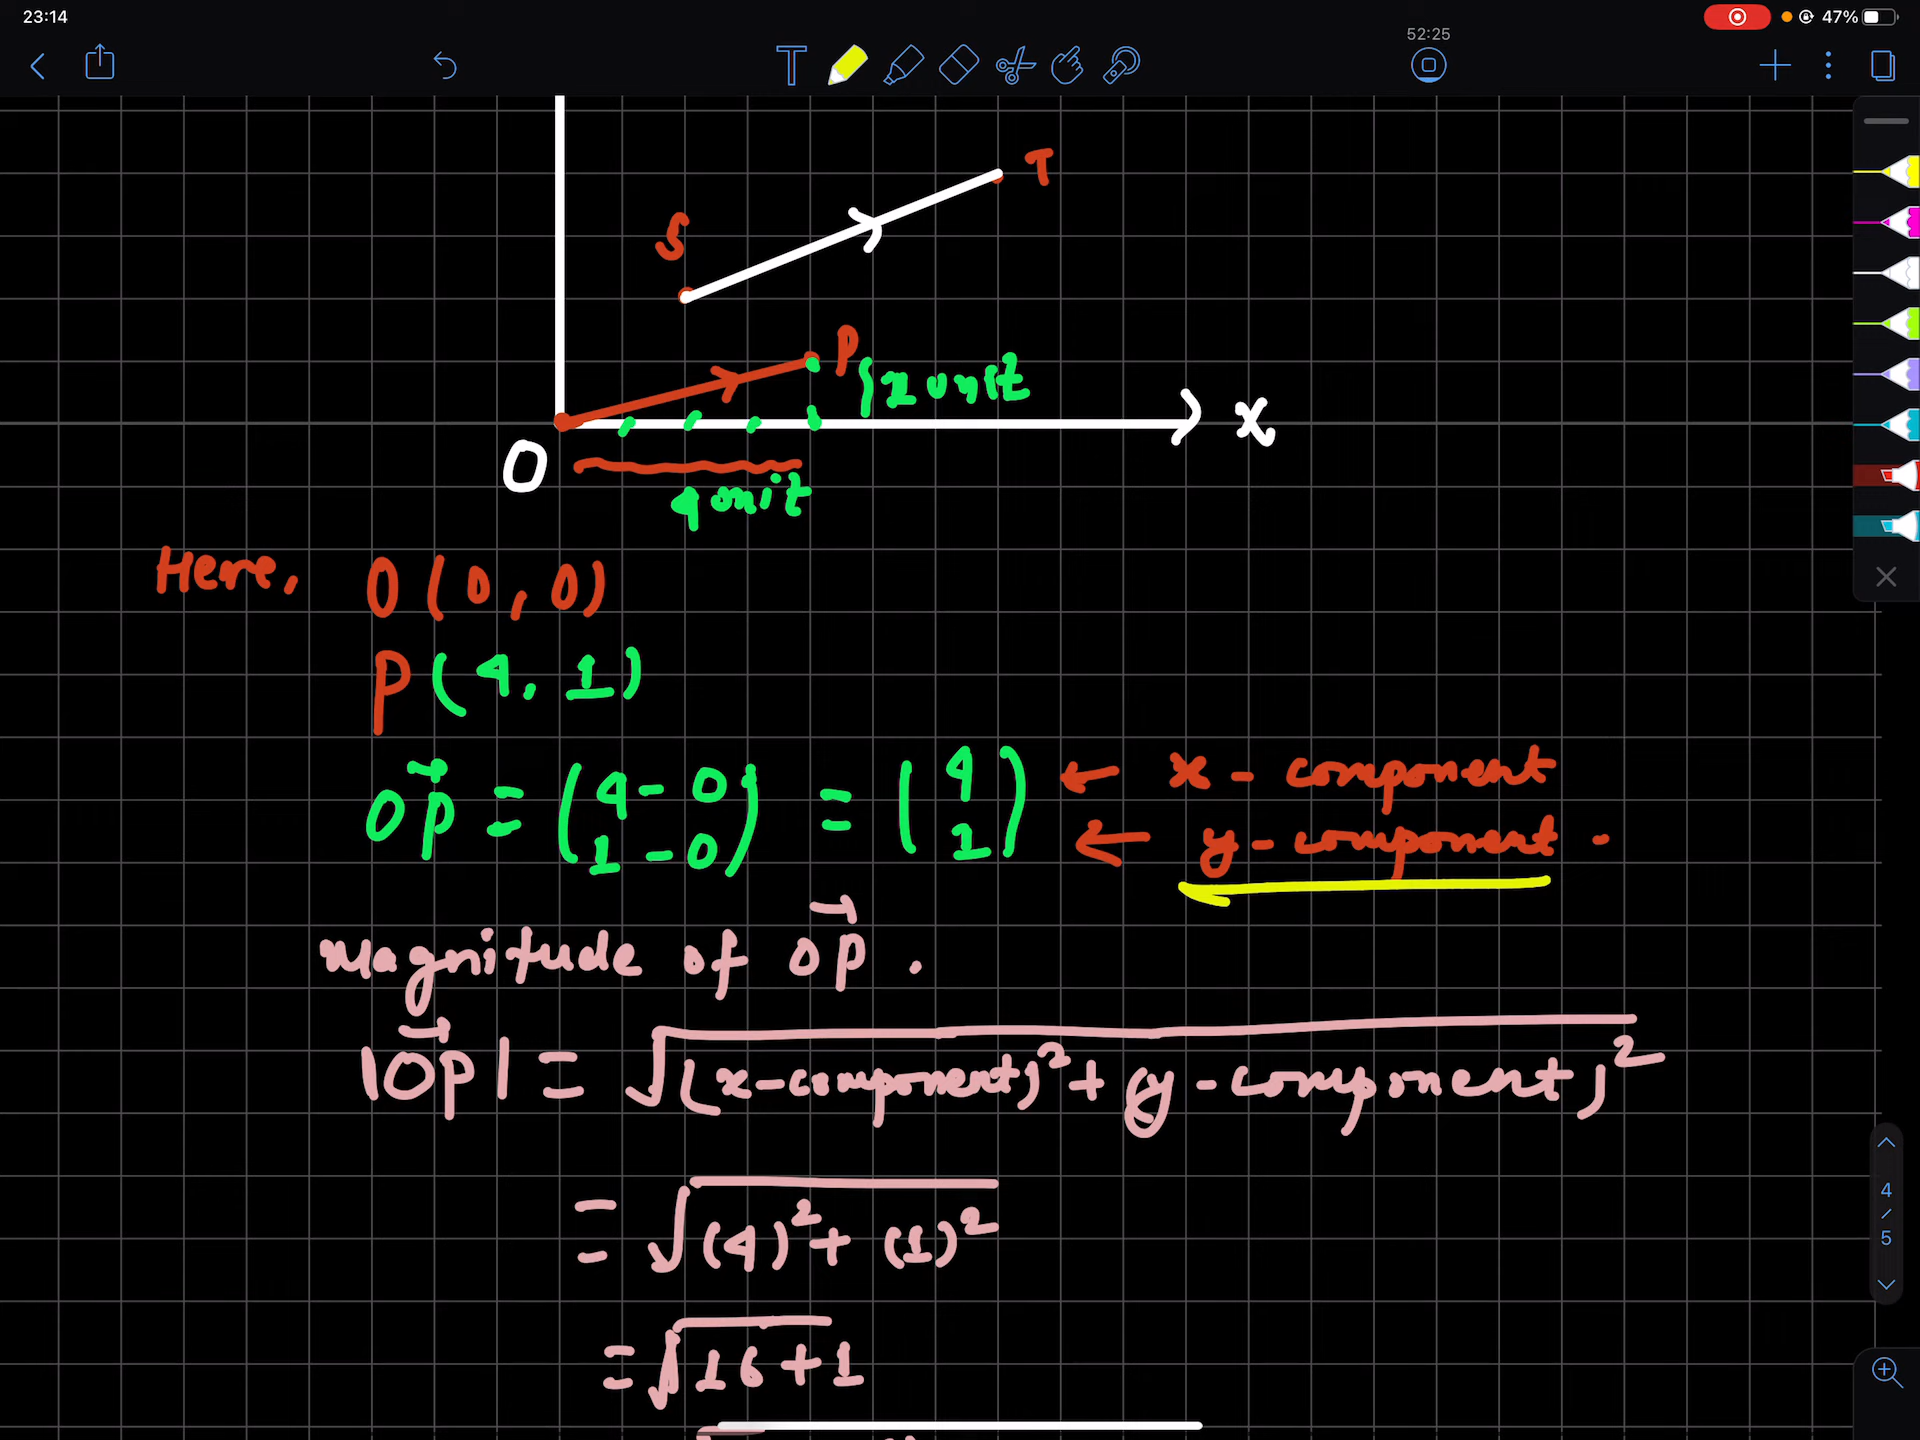 23:14
47%
52:25
T
S
P
1 unit
X
O
4 unit
Here, O(0,0)
P(4,1)
OP⃗ = (4-0 1-0) = (4 1) ← x-component
← y-component.
Magnitude of OP⃗.
|OP⃗| = √(x-component)²+(y-component)²
= √(4)²+(1)²
= √16+1
4
/
5